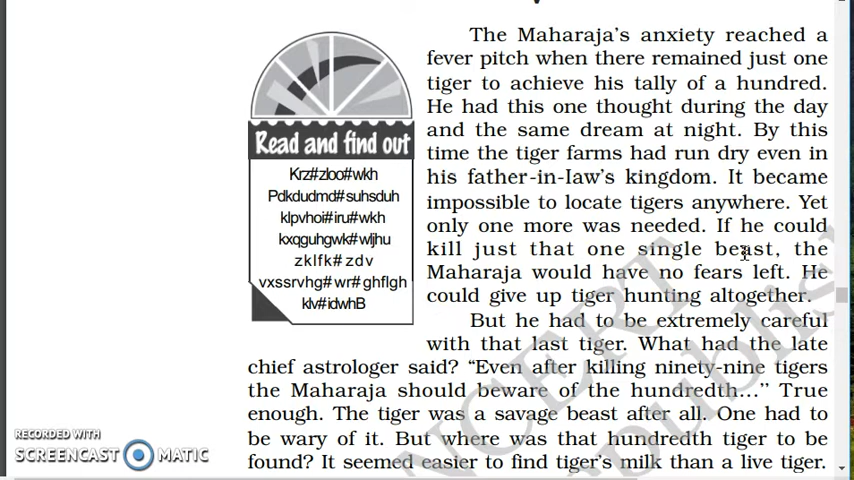 The Maharaja's anxiety reached a
fever pitch when there remained just one
tiger to achieve his tally of a hundred.
He had this one thought during the day
and the same dream at night. By this
time the tiger farms had run dry even in
his father-in-law's kingdom. It became
impossible to locate tigers anywhere. Yet
only one more was needed. If he could
kill just that one single beast, the
Maharaja would have no fears left. He
could give up tiger hunting altogether.
Read and find out
Krz#zloo#wkh
Pdkdudmd#suhsduh
klpvhoi#iru#wkh
kxqguhgwk#wljhu
zklfk#zdv
vxssrvhg#wr#ghflgh
klv#idwhB
But he had to be extremely careful
with that last tiger. What had the late
chief astrologer said? “Even after killing ninety-nine tigers
the Maharaja should beware of the hundredth...’’ True
enough. The tiger was a savage beast after all. One had to
be wary of it. But where was that hundredth tiger to be
found? It seemed easier to find tiger's milk than a live tiger.
NCERT
republis
RECORDED WITH
SCREENCAST MATIC